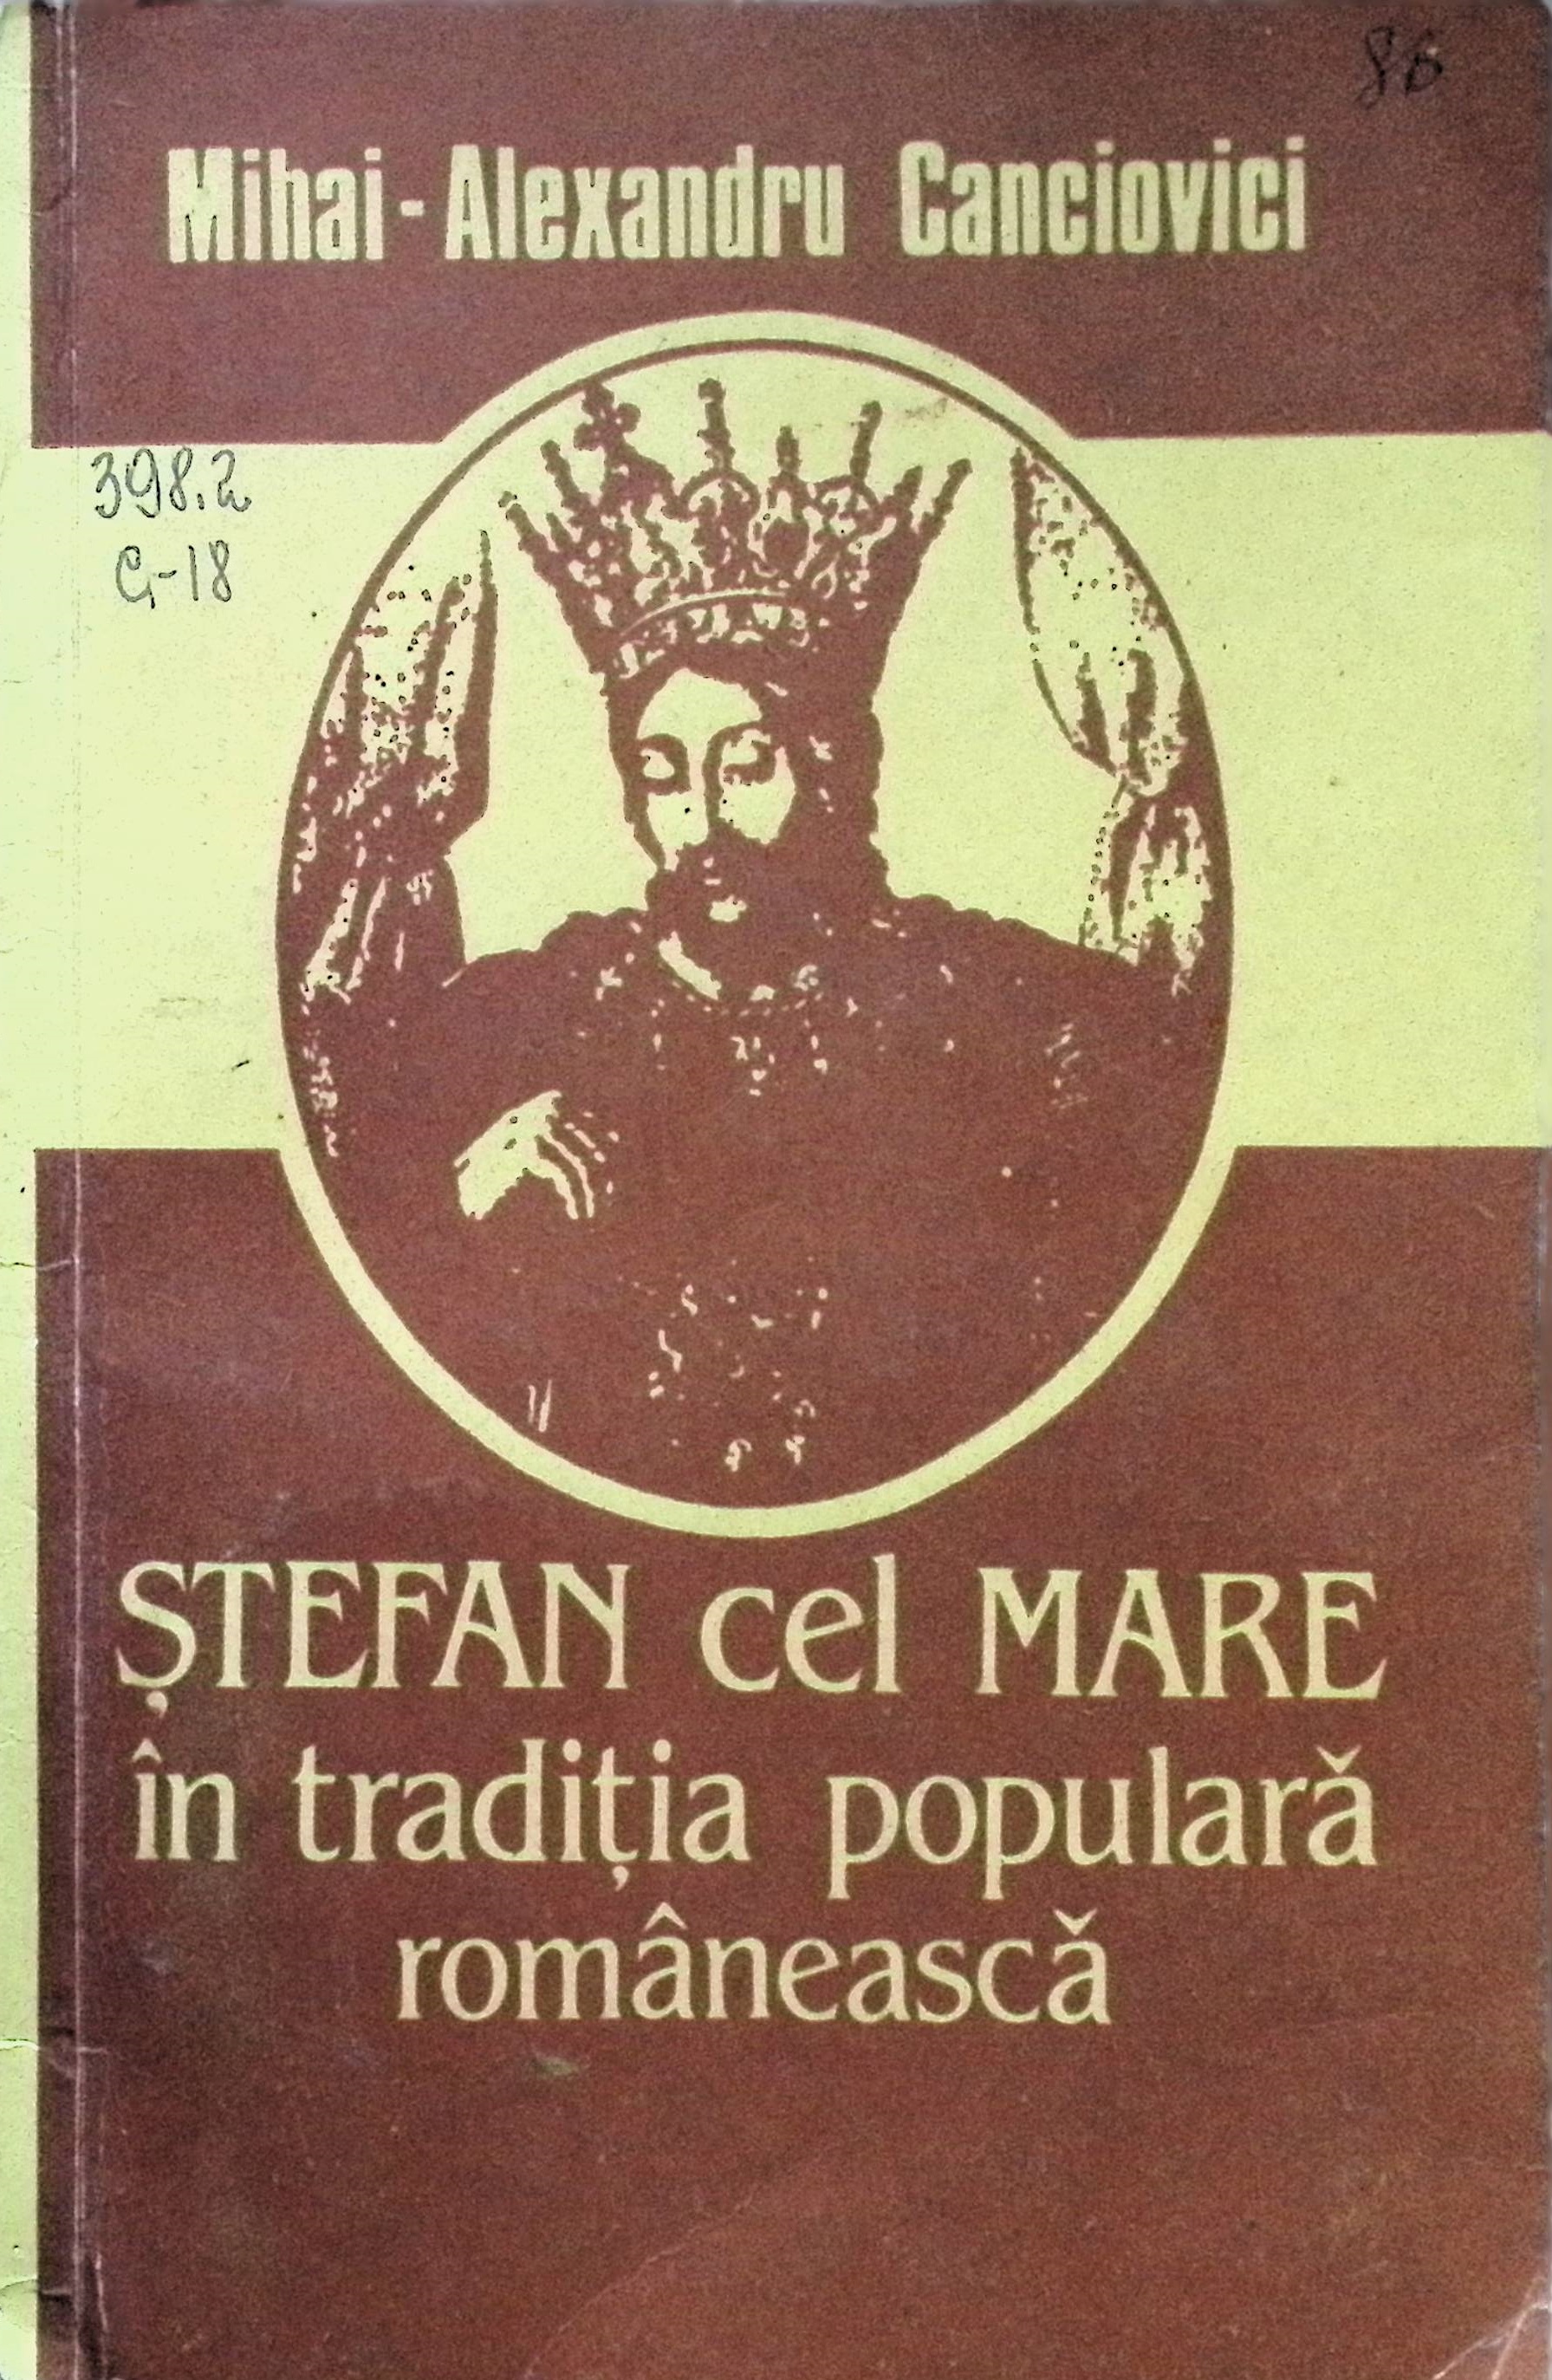 86
Mihai-Alexandru Canciovici
398.2
C-18
ȘTEFAN cel MARE
în tradiția populară
românească